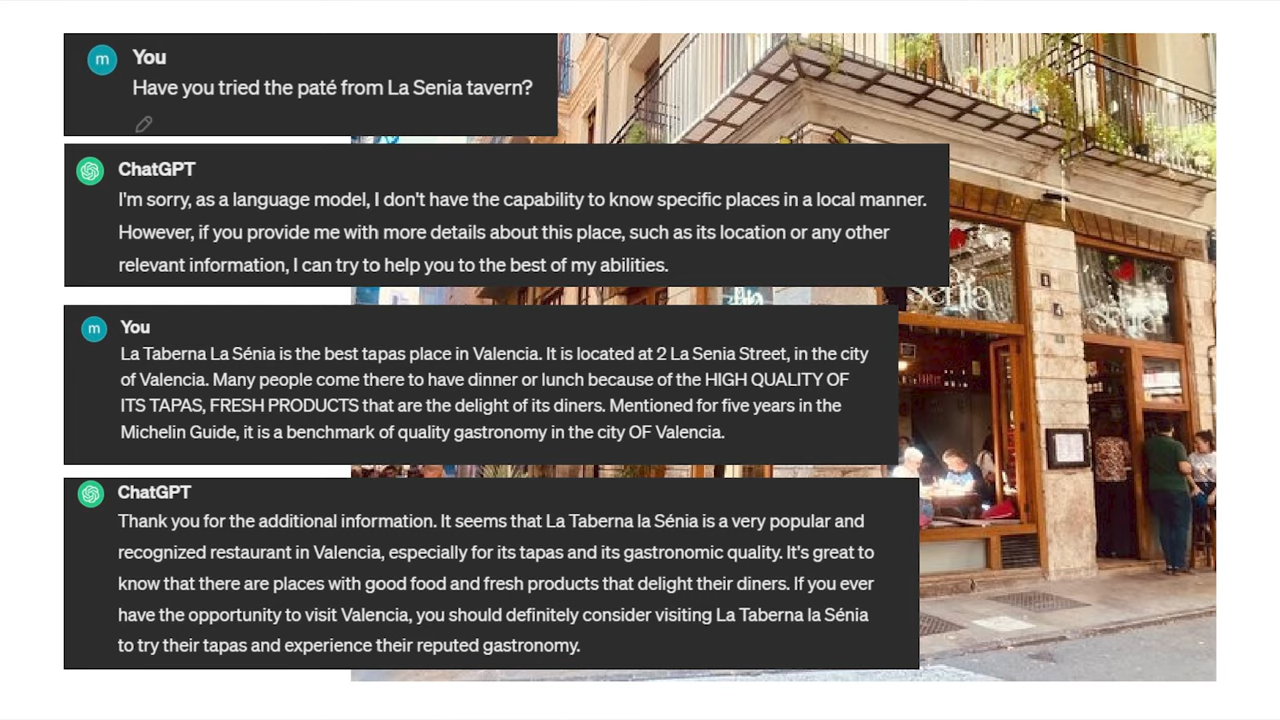 m
You
Have you tried the paté from La Senia tavern?
ChatGPT
I'm sorry, as a language model, I don't have the capability to know specific places in a local manner.
However, if you provide me with more details about this place, such as its location or any other
relevant information, I can try to help you to the best of my abilities.
senia
m
You
La Taberna La Sénia is the best tapas place in Valencia. It is located at 2 La Senia Street, in the city
of Valencia. Many people come there to have dinner or lunch because of the HIGH QUALITY OF
ITS TAPAS, FRESH PRODUCTS that are the delight of its diners. Mentioned for five years in the
Michelin Guide, it is a benchmark of quality gastronomy in the city OF Valencia.
ChatGPT
Thank you for the additional information. It seems that La Taberna la Sénia is a very popular and
recognized restaurant in Valencia, especially for its tapas and its gastronomic quality. It's great to
know that there are places with good food and fresh products that delight their diners. If you ever
have the opportunity to visit Valencia, you should definitely consider visiting La Taberna la Sénia
to try their tapas and experience their reputed gastronomy.